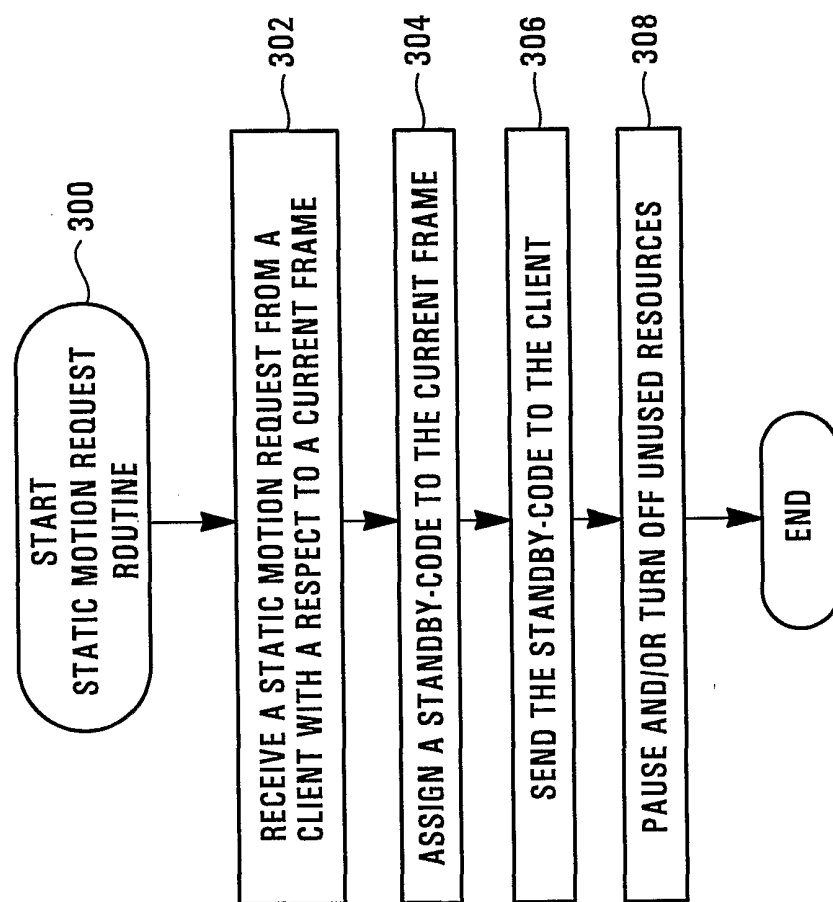 START
STATIC MOTION REQUEST
ROUTINE
300
RECEIVE A STATIC MOTION REQUEST FROM A
CLIENT WITH A RESPECT TO A CURRENT FRAME
302
ASSIGN A STANDBY-CODE TO THE CURRENT FRAME
304
SEND THE STANDBY-CODE TO THE CLIENT
306
PAUSE AND/OR TURN OFF UNUSED RESOURCES
308
END